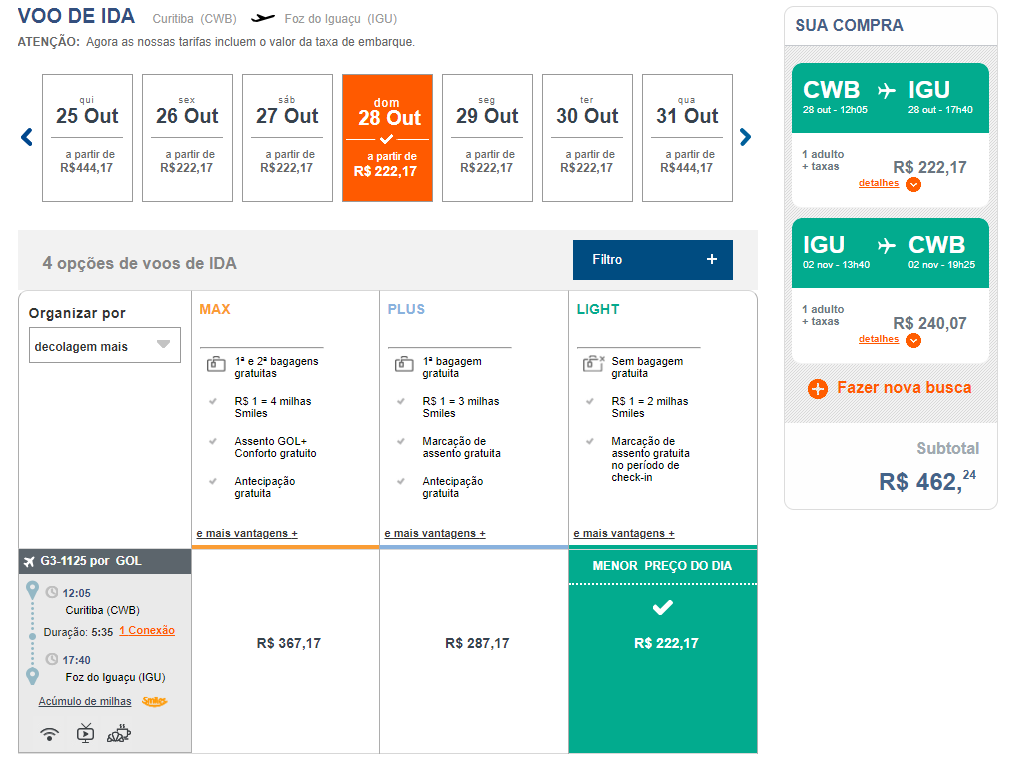 VOO DE IDA Curitiba (CWB) Foz do Iguaçu (IGU)
ATENÇÃO: Agora as nossas tarifas incluem o valor da taxa de embarque.
qui
25 Out
a partir de
R$444,17
sex
26 Out
a partir de
R$222,17
sáb
27 Out
a partir de
R$222,17
dom
28 Out
a partir de
R$ 222,17
seg
29 Out
a partir de
R$222,17
ter
30 Out
a partir de
R$222,17
qua
31 Out
a partir de
R$444,17
4 opções de voos de IDA
Filtro +
Organizar por
decolagem mais
MAX
1ª e 2ª bagagens
gratuitas
R$ 1 = 4 milhas
Smiles
Assento GOL+
Conforto gratuito
Antecipação
gratuita
e mais vantagens +
PLUS
1ª bagagem
gratuita
R$ 1 = 3 milhas
Smiles
Marcação de
assento gratuita
Antecipação
gratuita
e mais vantagens +
LIGHT
Sem bagagem
gratuita
R$ 1 = 2 milhas
Smiles
Marcação de
assento gratuita
no período de
check-in
e mais vantagens +
G3-1125 por GOL
12:05
Curitiba (CWB)
Duração: 5:35 1 Conexão
17:40
Foz do Iguaçu (IGU)
Acúmulo de milhas Smiles
R$ 367,17
R$ 287,17
MENOR PREÇO DO DIA
R$ 222,17
SUA COMPRA
CWB IGU
28 out - 12h05 28 out - 17h40
1 adulto
+ taxas
R$ 222,17
detalhes
IGU CWB
02 nov - 13h40 02 nov - 19h25
1 adulto
+ taxas
R$ 240,07
detalhes
Fazer nova busca
Subtotal
R$ 462,24